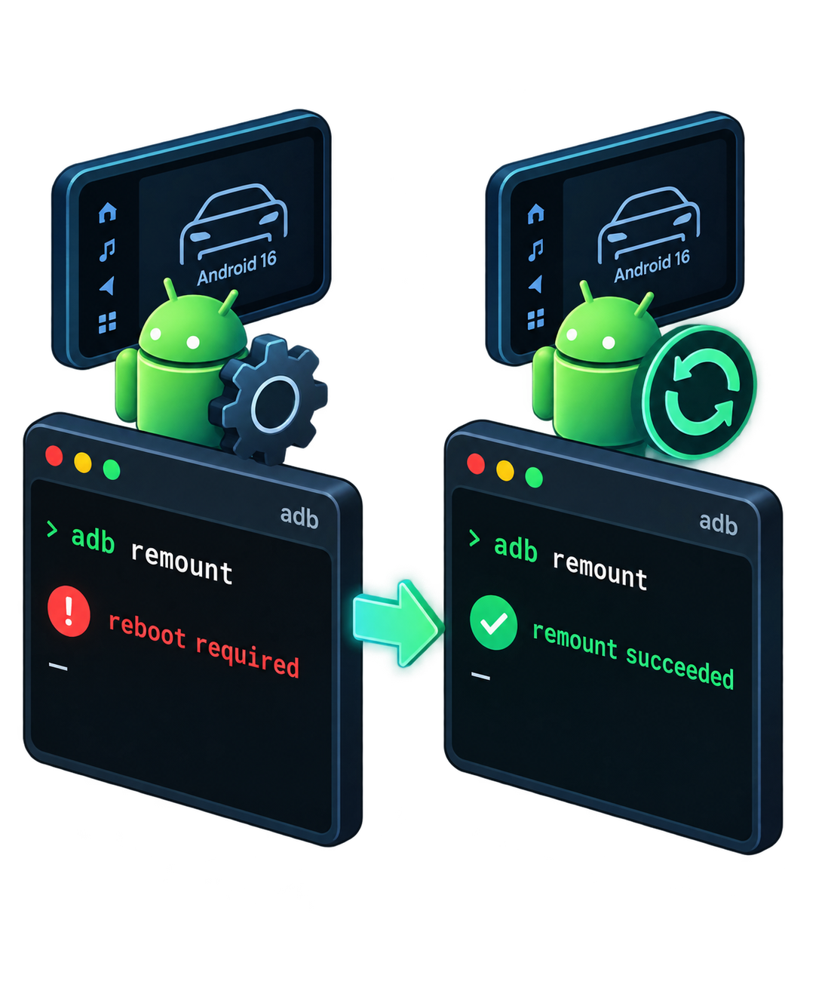 Android 16
adb
> adb remount
! reboot required
_
Android 16
adb
> adb remount
remount succeeded
_